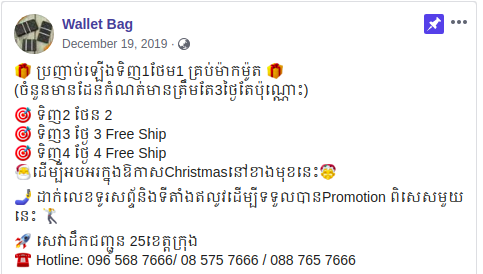 Wallet Bag
December 19, 2019
🎁 ប្រញាប់ឡើងទិញ1ថែម1 គ្រប់ម៉ាកម៉ូត 🎁
(ចំនួនមានដែនកំណត់មានត្រឹមតែ3ថ្ងៃតែប៉ុណ្ណោះ)
🎯 ទិញ2 ថែន 2
🎯 ទិញ3 ថ្ងែ 3 Free Ship
🎯 ទិញ4 ថ្ងែ 4 Free Ship
🎅ដើម្បីអបអរក្នុងឱកាសChristmasនៅខាងមុខនេះ🤶
🤳 ដាក់លេខទូរសព្ទ័និងទីតាំងឥលូវដើម្បីទទួលបានPromotion ពិសេសមួយ
នេះ 🏌
🚀 សេវាដឹកជញ្ជូន 25ខេត្តក្រុង
☎️ Hotline: 096 568 7666/ 08 575 7666 / 088 765 7666